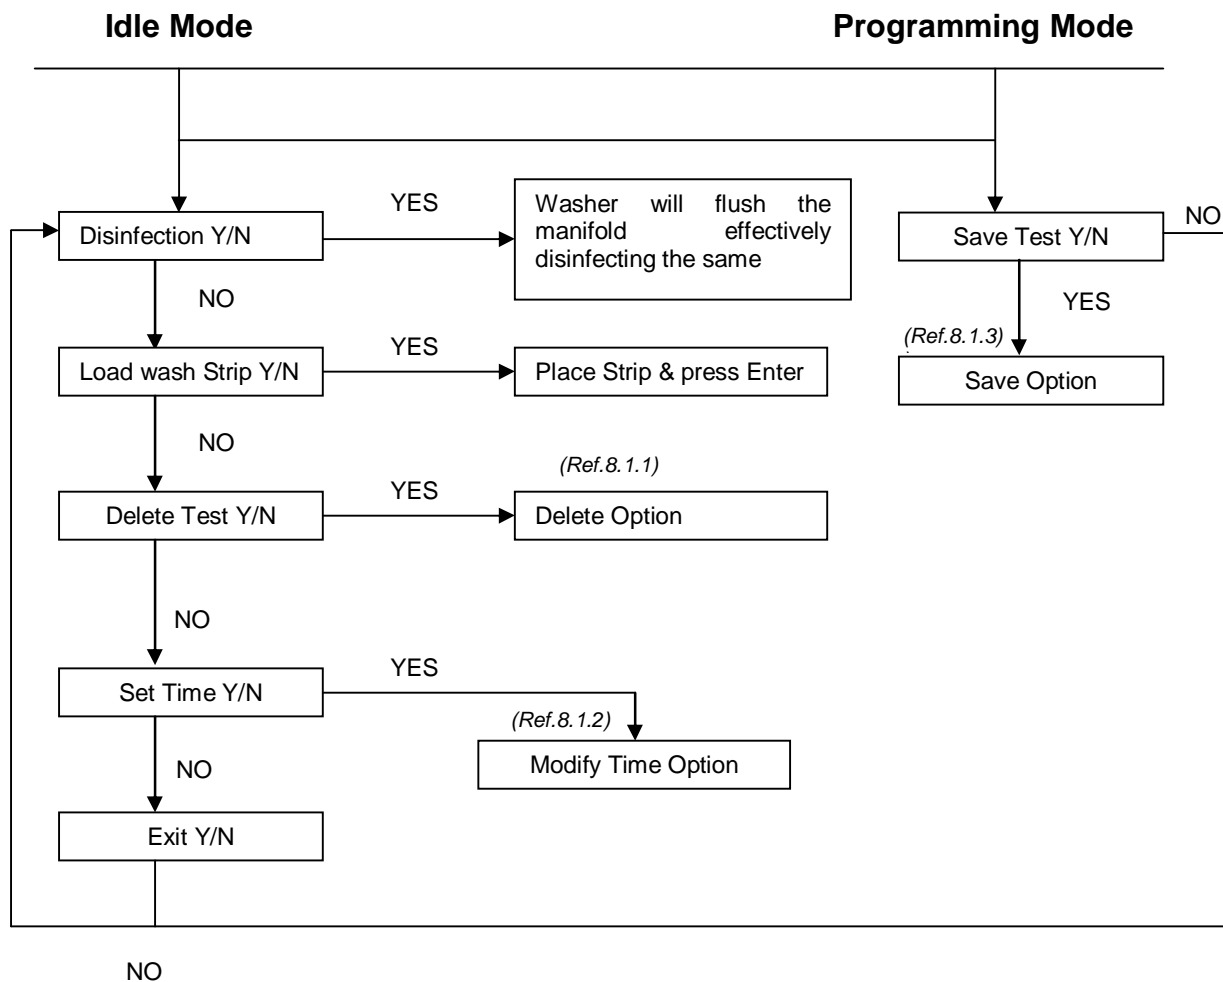 Idle Mode
Programming Mode
YES
Washer will flush the
manifold effectively
disinfecting the same
Disinfection Y/N
NO
Save Test Y/N
NO
YES
(Ref.8.1.3)
YES
Load wash Strip Y/N
Place Strip & press Enter
Save Option
NO
(Ref.8.1.1)
YES
Delete Test Y/N
Delete Option
NO
YES
Set Time Y/N
(Ref.8.1.2)
NO
Modify Time Option
Exit Y/N
NO